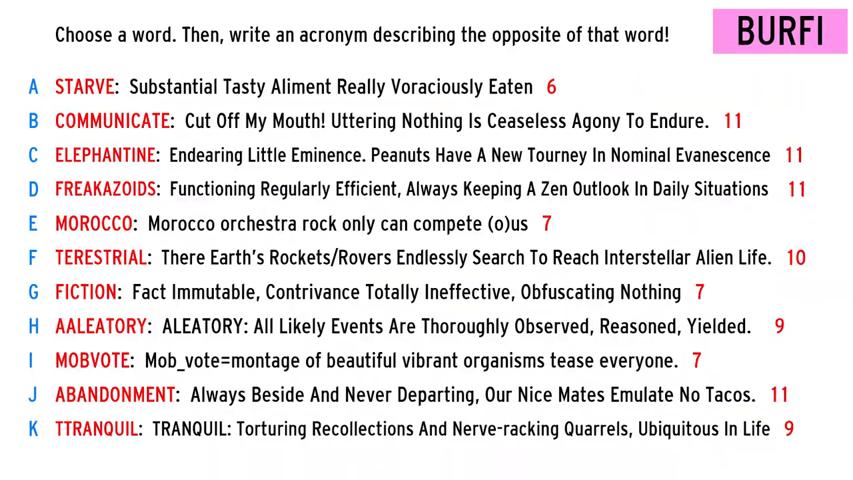 Choose a word. Then, write an acronym describing the opposite of that word!
BURFI
A STARVE: Substantial Tasty Aliment Really Voraciously Eaten 6
B COMMUNICATE: Cut Off My Mouth! Uttering Nothing Is Ceaseless Agony To Endure. 11
C ELEPHANTINE: Endearing Little Eminence. Peanuts Have A New Tourney In Nominal Evanescence 11
D FREAKAZOIDS: Functioning Regularly Efficient, Always Keeping A Zen Outlook In Daily Situations 11
E MOROCCO: Morocco orchestra rock only can compete (o)us 7
F TERESTRIAL: There Earth's Rockets/Rovers Endlessly Search To Reach Interstellar Alien Life. 10
G FICTION: Fact Immutable, Contrivance Totally Ineffective, Obfuscating Nothing 7
H AALEATORY: ALEATORY: All Likely Events Are Thoroughly Observed, Reasoned, Yielded. 9
I MOBVOTE: Mob_vote=montage of beautiful vibrant organisms tease everyone. 7
J ABANDONMENT: Always Beside And Never Departing, Our Nice Mates Emulate No Tacos. 11
K TTRANQUIL: TRANQUIL: Torturing Recollections And Nerve-racking Quarrels, Ubiquitous In Life 9